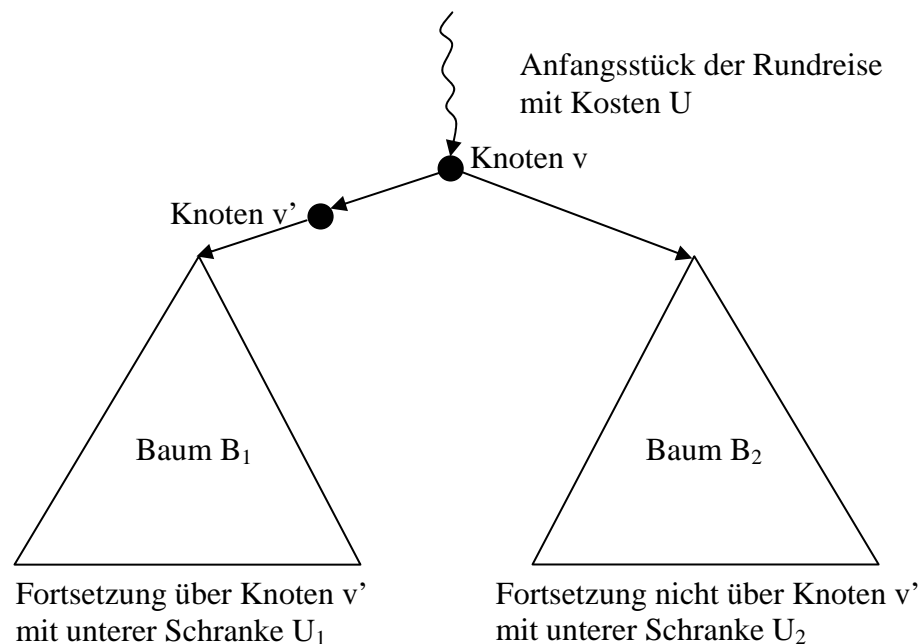 Anfangsstück der Rundreise
mit Kosten U
Knoten v
Knoten v’
Baum B₁
Baum B₂
Fortsetzung über Knoten v’
mit unterer Schranke U₁
Fortsetzung nicht über Knoten v’
mit unterer Schranke U₂